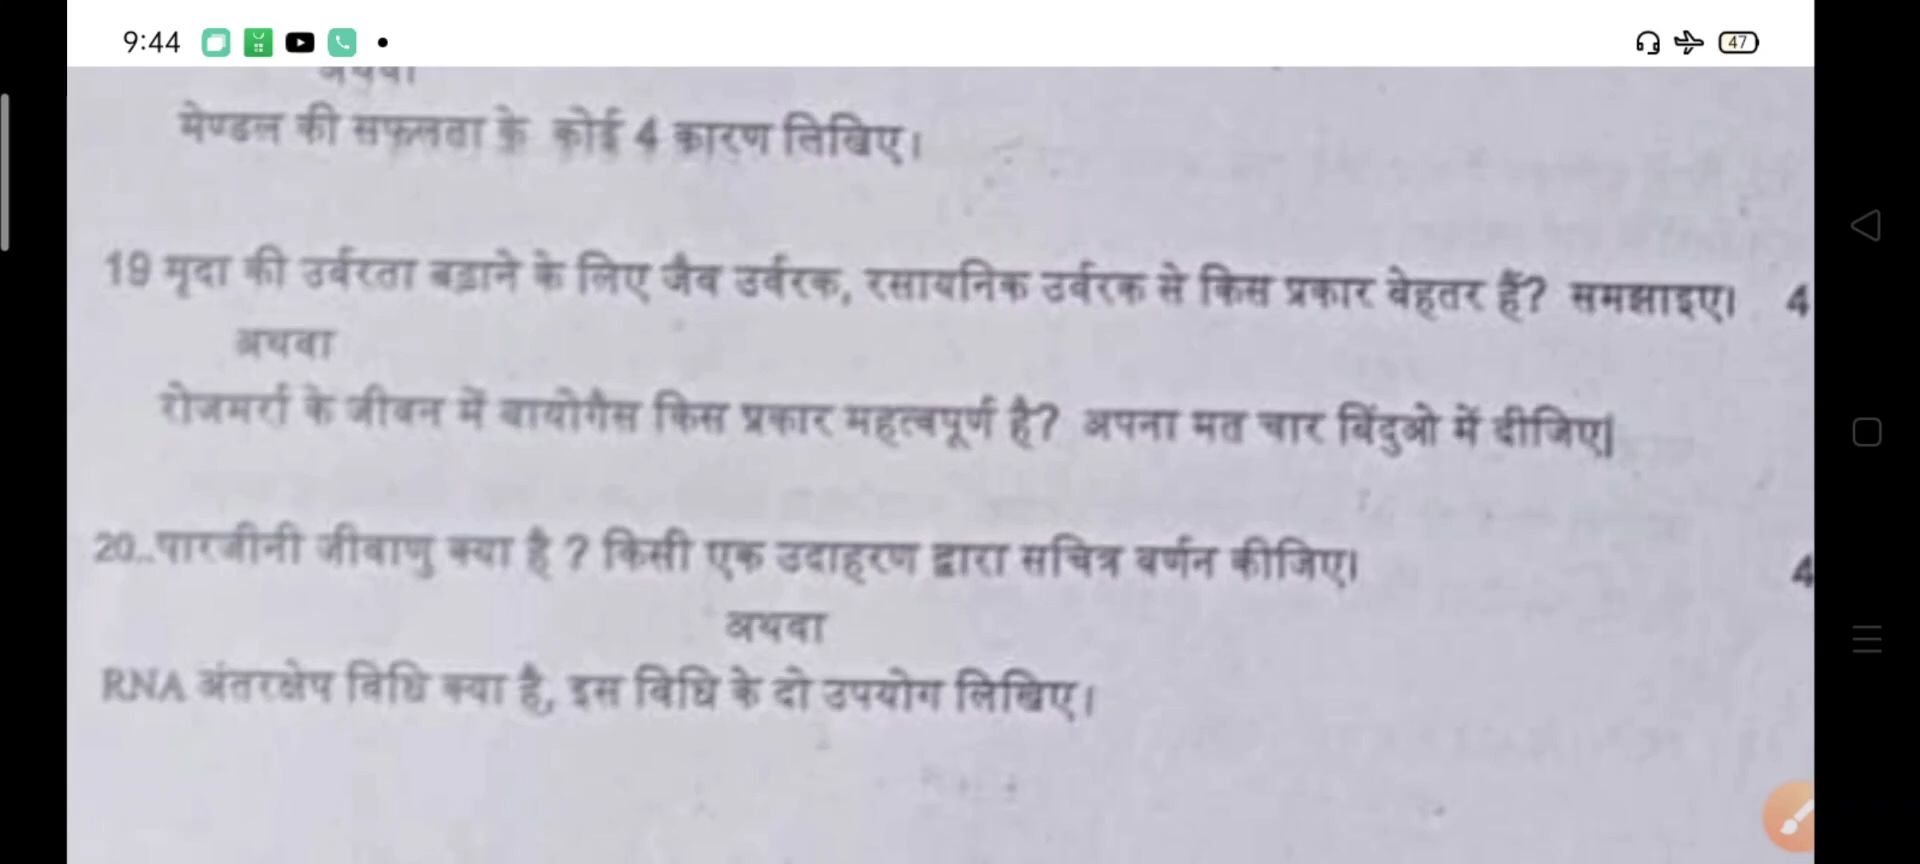 9:44
47
अथवा
मेण्डल की सफलता के कोई 4 कारण लिखिए।
19 मृदा की उर्वरता बड़ाने के लिए जैव उर्वरक, रसायनिक उर्वरक से किस प्रकार बेहतर हैं? समझाइए। 4
अथवा
रोजमर्रा के जीवन में बायोगैस किस प्रकार महत्वपूर्ण है? अपना मत चार बिंदुओ में दीजिए|
20..पारजीनी जीवाणु क्या है ? किसी एक उदाहरण द्वारा सचित्र वर्णन कीजिए। 4
अथवा
RNA अंतरक्षेप विधि क्या है, इस विधि के दो उपयोग लिखिए।